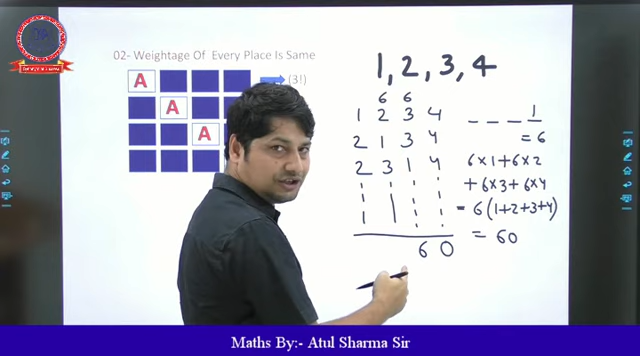 02- Weightage Of Every Place Is Same
A (3!)
A
A
1, 2, 3, 4
6 6
1 2 3 4
2 1 3 4
2 3 1 4
6 0
_ _ _ 1
= 6
6×1+6×2
+ 6×3+6×4
= 6(1+2+3+4)
= 60
Maths By:- Atul Sharma Sir